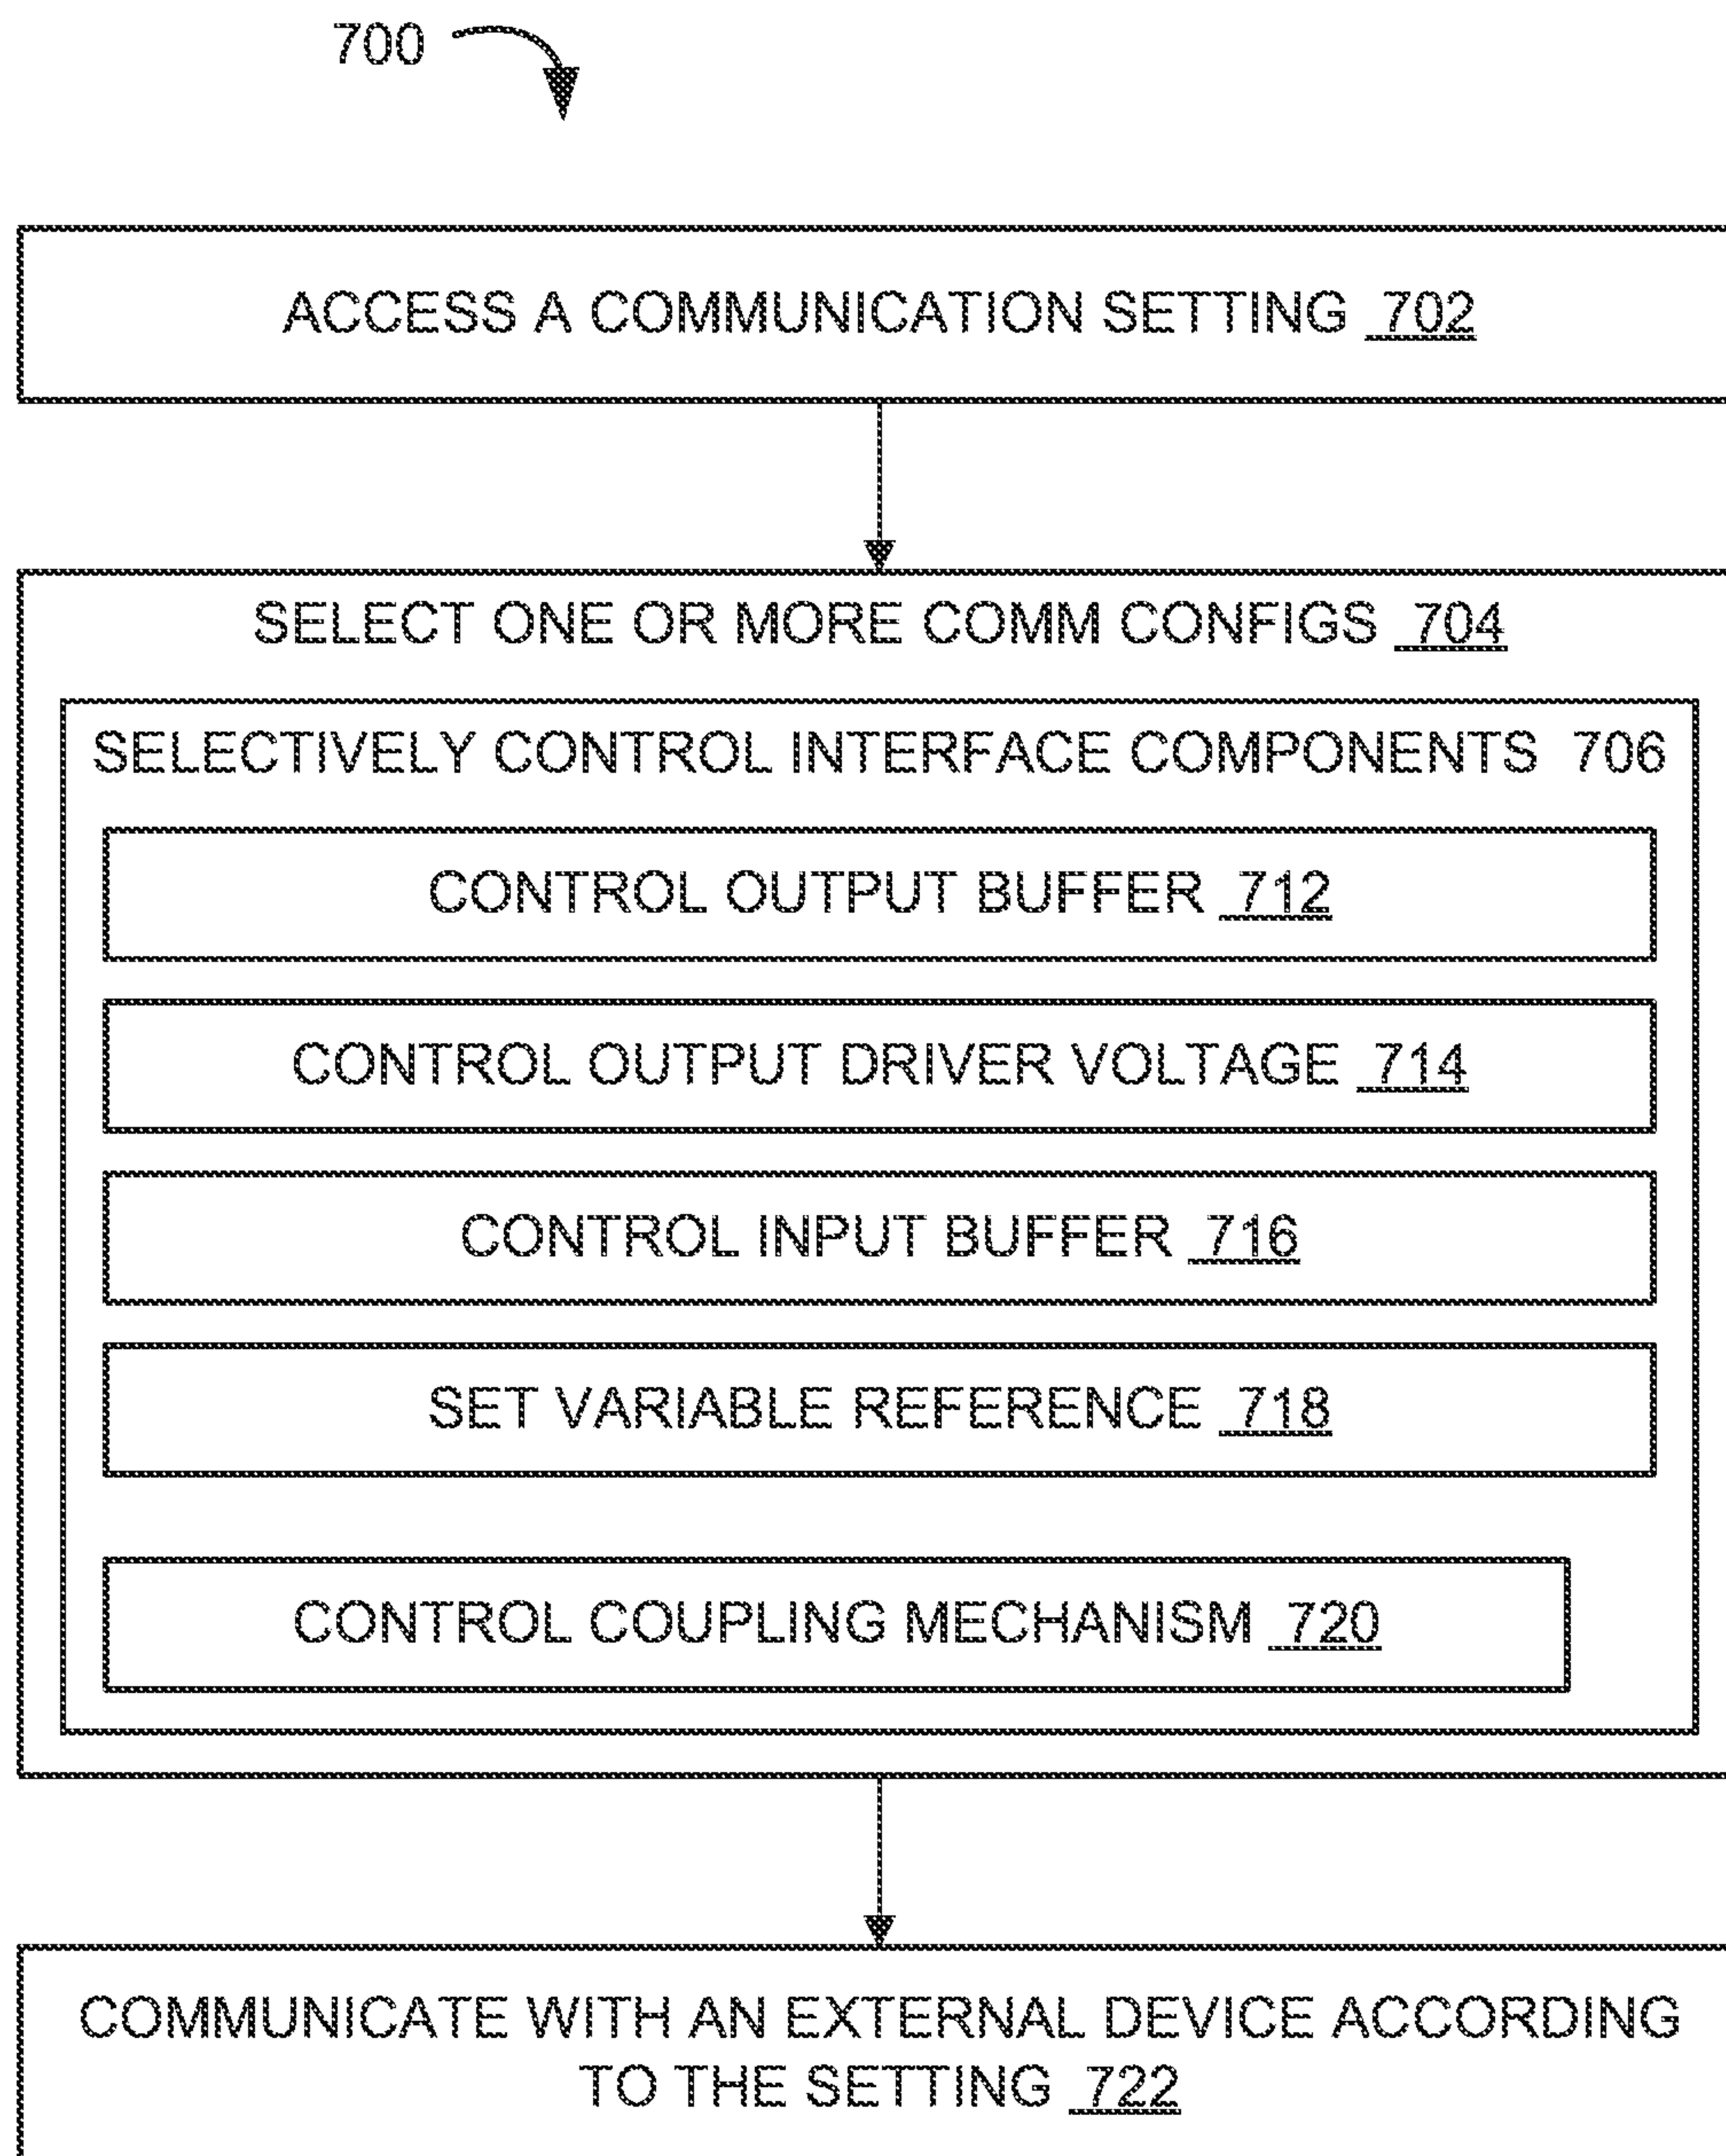 700
ACCESS A COMMUNICATION SETTING 702
SELECT ONE OR MORE COMM CONFIGS 704
SELECTIVELY CONTROL INTERFACE COMPONENTS 706
CONTROL OUTPUT BUFFER 712
CONTROL OUTPUT DRIVER VOLTAGE 714
CONTROL INPUT BUFFER 716
SET VARIABLE REFERENCE 718
CONTROL COUPLING MECHANISM 720
COMMUNICATE WITH AN EXTERNAL DEVICE ACCORDING
TO THE SETTING 722